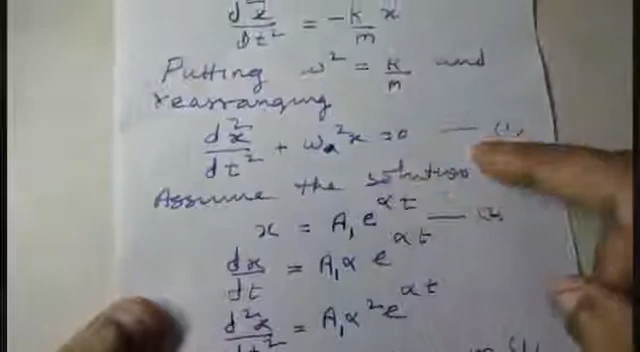 d²x/dt² = -k/m x
Putting ω² = k/m and
rearranging
d²x/dt² + ω²x = 0 — (1)
Assume the solution
x = A₁ e^αt — (2)
dx/dt = A₁ α e^αt
d²x/dt² = A₁ α² e^αt